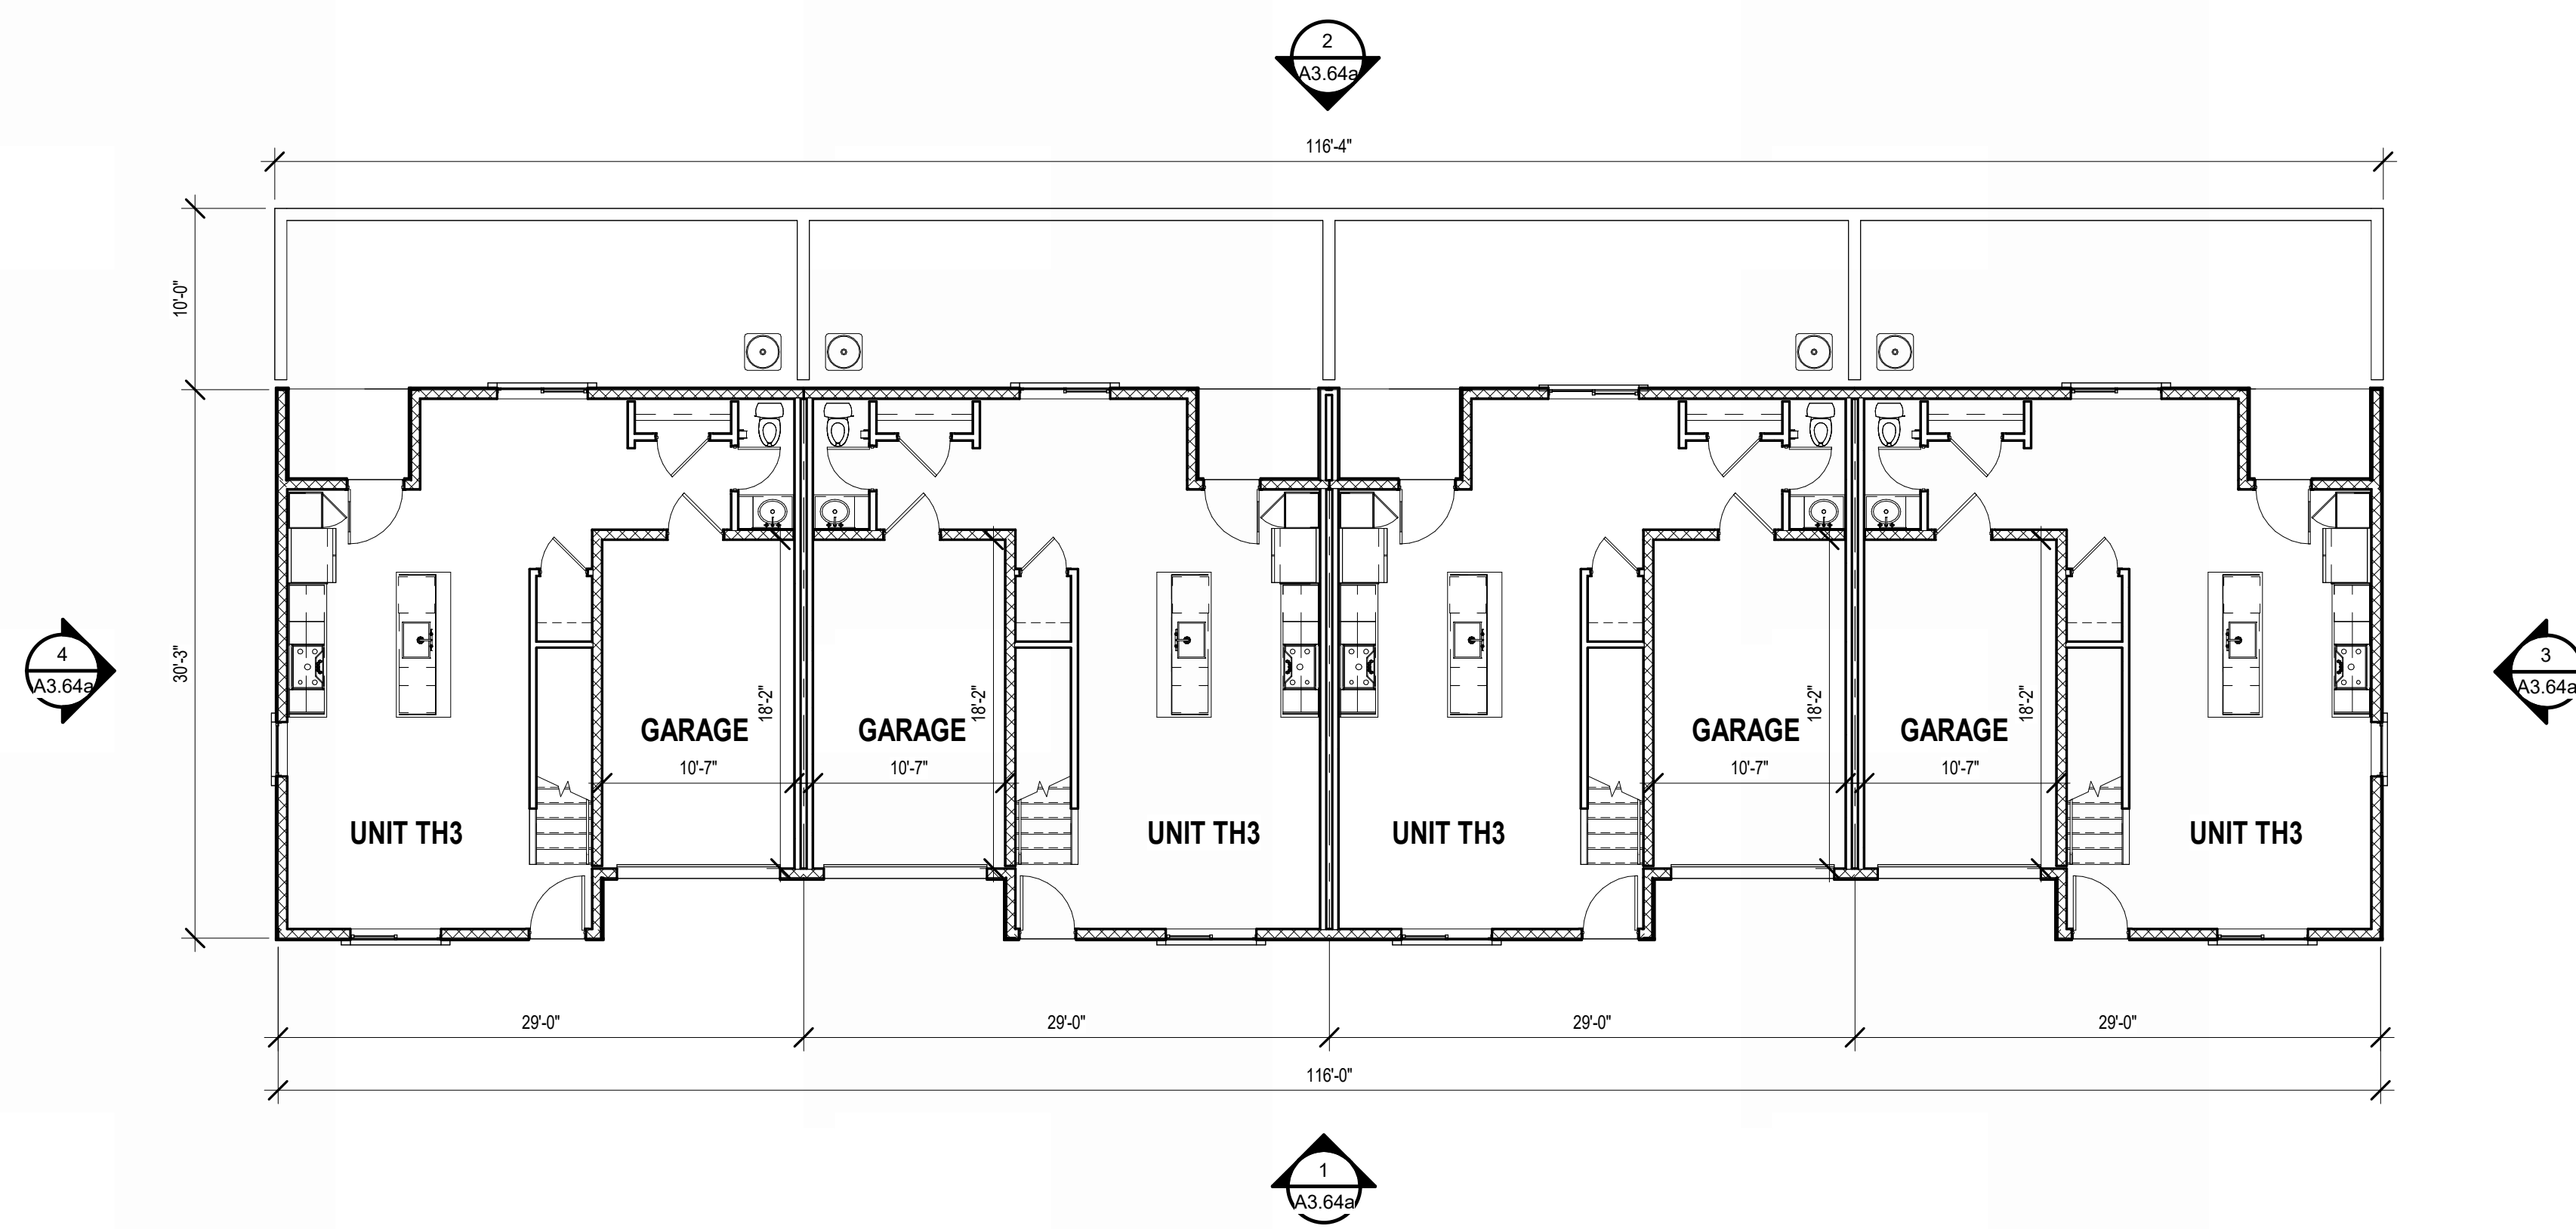 2
A3.64a
116'-4"
10'-0"
30'-3"
4
A3.64a
3
A3.64a
18'-2"
18'-2"
18'-2"
18'-2"
GARAGE
GARAGE
GARAGE
GARAGE
10'-7"
10'-7"
10'-7"
10'-7"
UNIT TH3
UNIT TH3
UNIT TH3
UNIT TH3
29'-0"
29'-0"
29'-0"
29'-0"
116'-0"
1
A3.64a